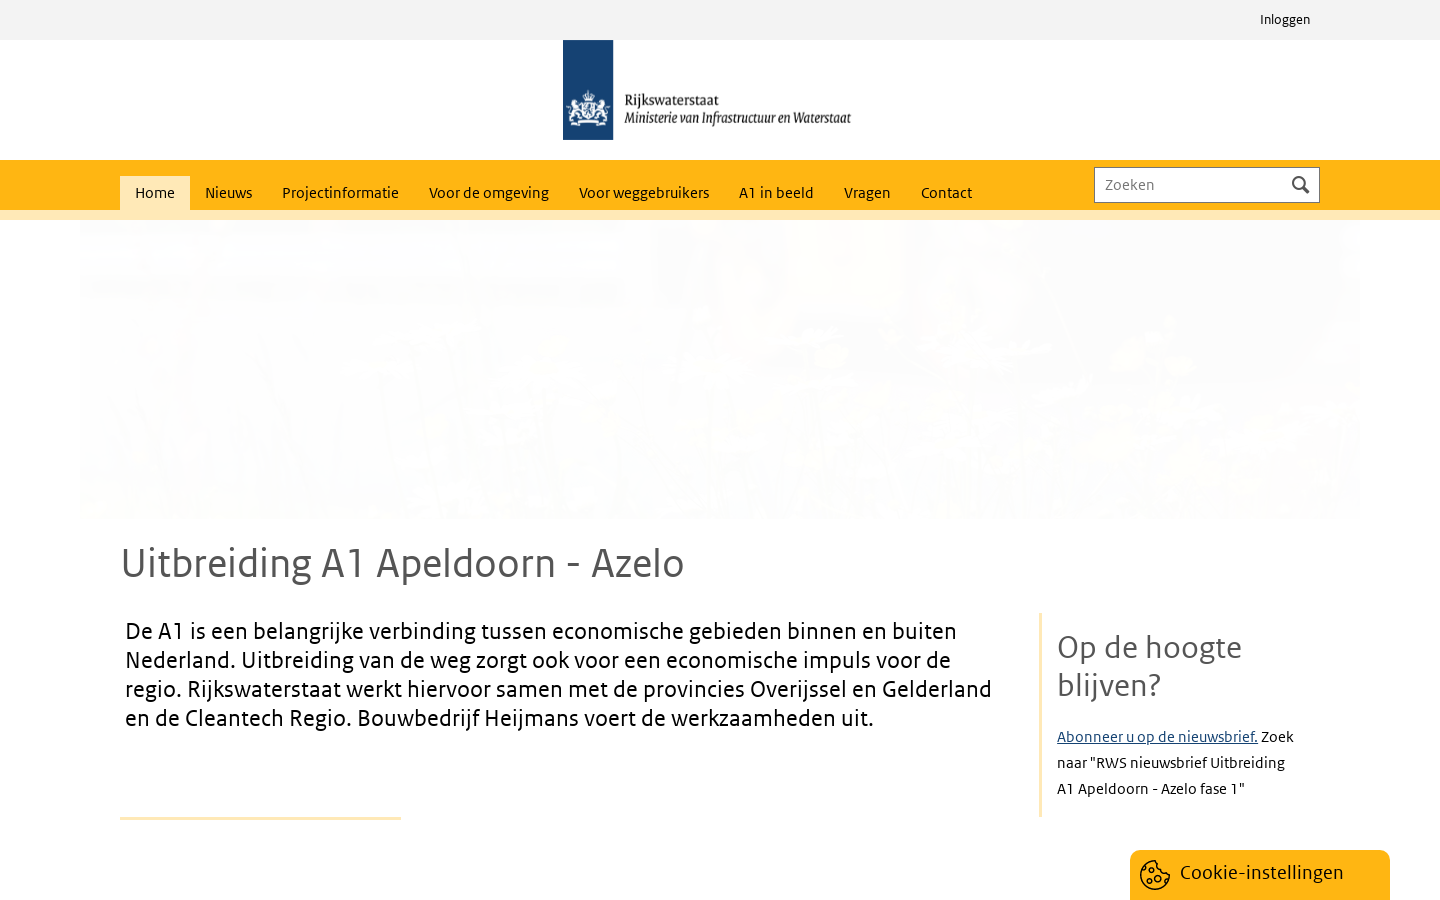 Inloggen
Rijkswaterstaat
Ministerie van Infrastructuur en Waterstaat
Home Nieuws Projectinformatie Voor de omgeving Voor weggebruikers A1 in beeld Vragen Contact Zoeken
Uitbreiding A1 Apeldoorn - Azelo
De A1 is een belangrijke verbinding tussen economische gebieden binnen en buiten
Nederland. Uitbreiding van de weg zorgt ook voor een economische impuls voor de
regio. Rijkswaterstaat werkt hiervoor samen met de provincies Overijssel en Gelderland
en de Cleantech Regio. Bouwbedrijf Heijmans voert de werkzaamheden uit.
Op de hoogte
blijven?
Abonneer u op de nieuwsbrief. Zoek
naar "RWS nieuwsbrief Uitbreiding
A1 Apeldoorn - Azelo fase 1"
Cookie-instellingen